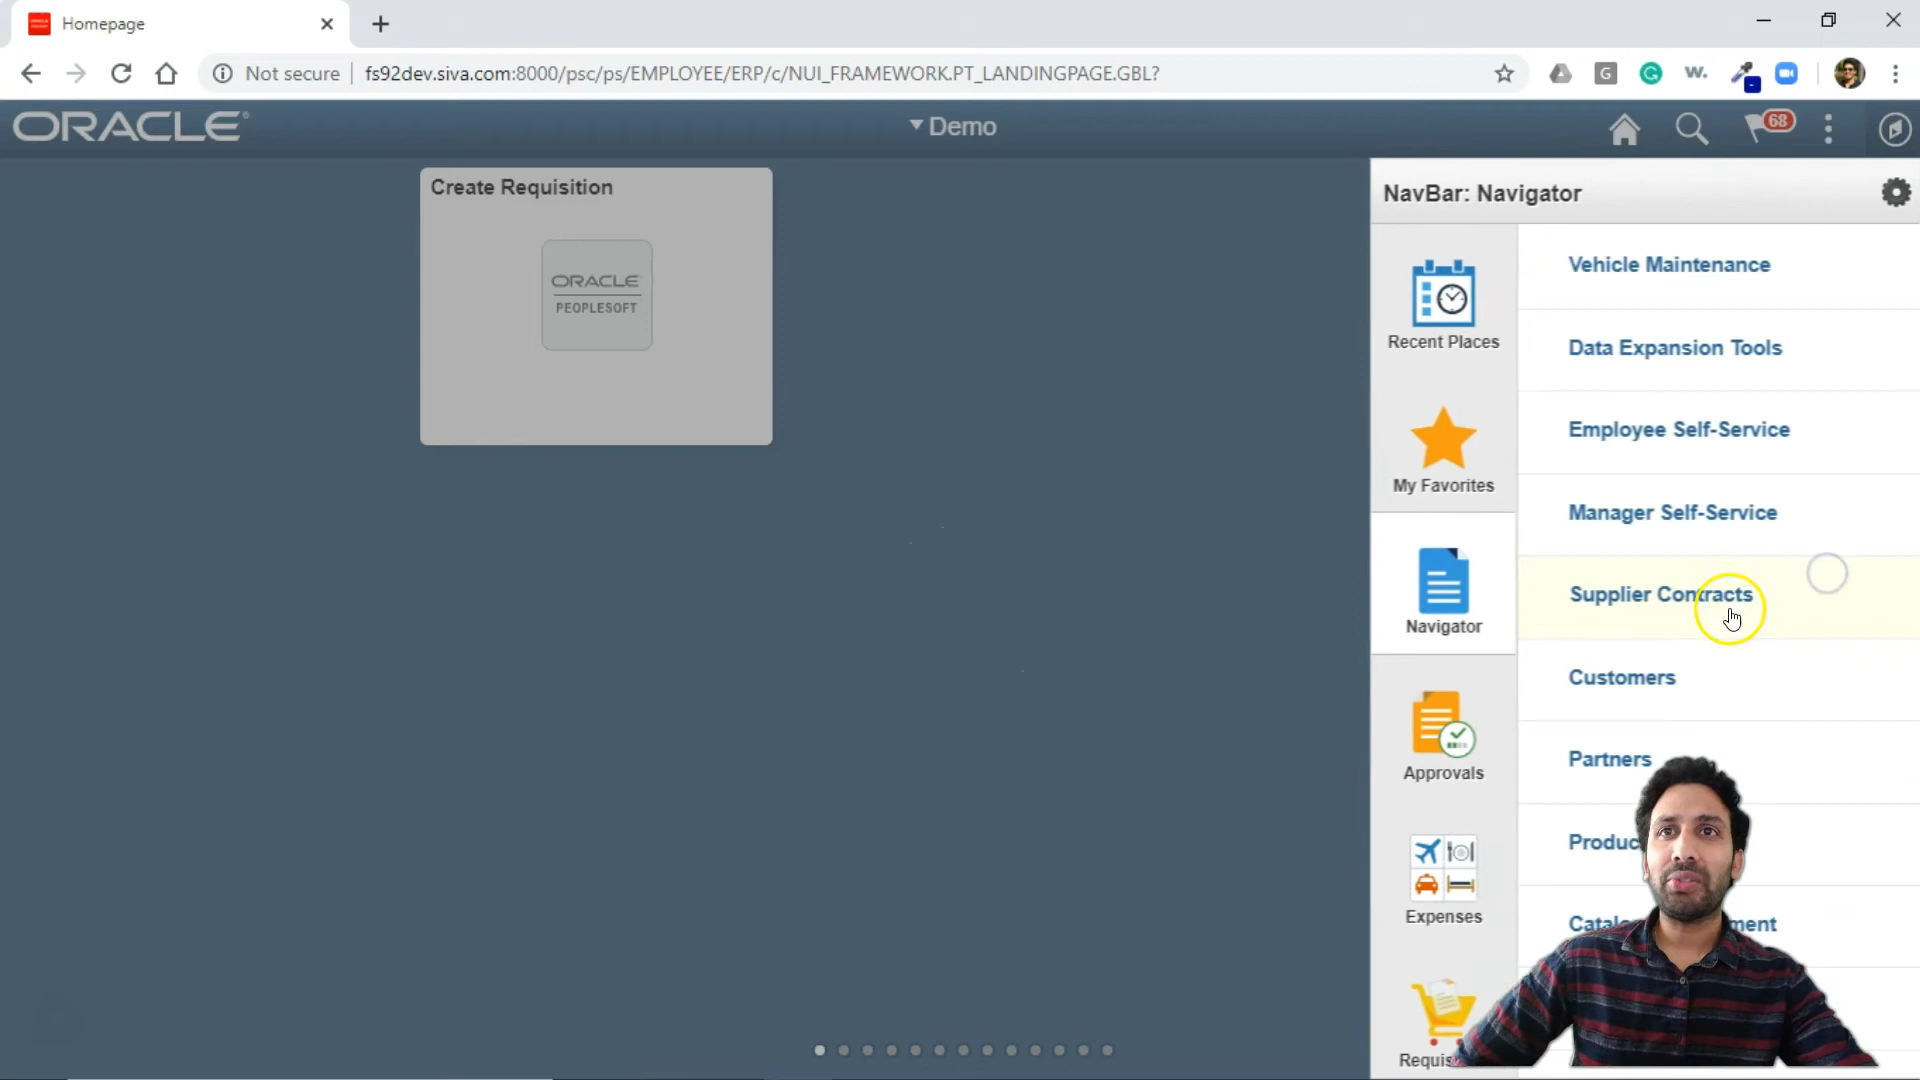 Homepage
Not secure
fs92dev.siva.com:8000/psc/ps/EMPLOYEE/ERP/c/NUI_FRAMEWORK.PT_LANDINGPAGE.GBL?
G
W.
ORACLE
Demo
68
Create Requisition
ORACLE
PEOPLESOFT
NavBar: Navigator
Recent Places
My Favorites
Navigator
Approvals
Expenses
Vehicle Maintenance
Data Expansion Tools
Employee Self-Service
Manager Self-Service
Supplier Contracts
Customers
Partners